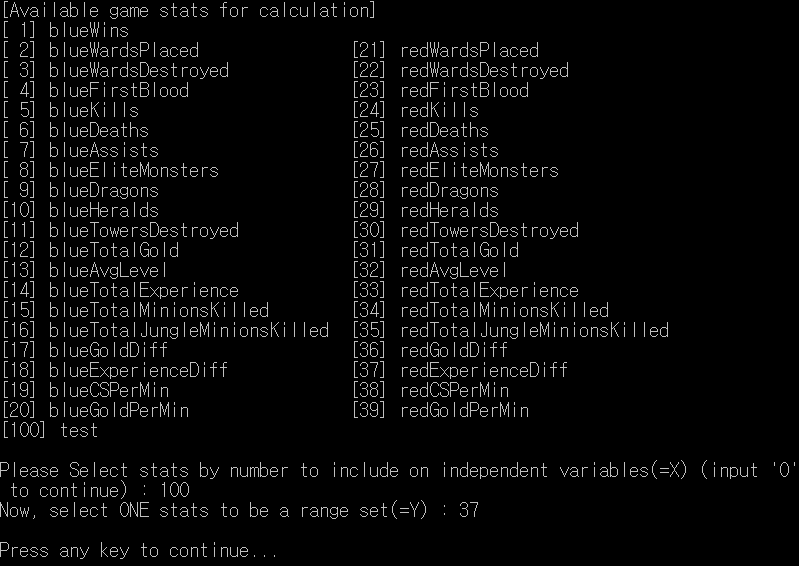 [Available game stats for calculation]
[ 1] blueWins
[ 2] blueWardsPlaced [21] redWardsPlaced
[ 3] blueWardsDestroyed [22] redWardsDestroyed
[ 4] blueFirstBlood [23] redFirstBlood
[ 5] blueKills [24] redKills
[ 6] blueDeaths [25] redDeaths
[ 7] blueAssists [26] redAssists
[ 8] blueEliteMonsters [27] redEliteMonsters
[ 9] blueDragons [28] redDragons
[10] blueHeralds [29] redHeralds
[11] blueTowersDestroyed [30] redTowersDestroyed
[12] blueTotalGold [31] redTotalGold
[13] blueAvgLevel [32] redAvgLevel
[14] blueTotalExperience [33] redTotalExperience
[15] blueTotalMinionsKilled [34] redTotalMinionsKilled
[16] blueTotalJungleMinionsKilled [35] redTotalJungleMinionsKilled
[17] blueGoldDiff [36] redGoldDiff
[18] blueExperienceDiff [37] redExperienceDiff
[19] blueCSPerMin [38] redCSPerMin
[20] blueGoldPerMin [39] redGoldPerMin
[100] test
Please Select stats by number to include on independent variables(=X) (input '0'
to continue) : 100
Now, select ONE stats to be a range set(=Y) : 37
Press any key to continue...